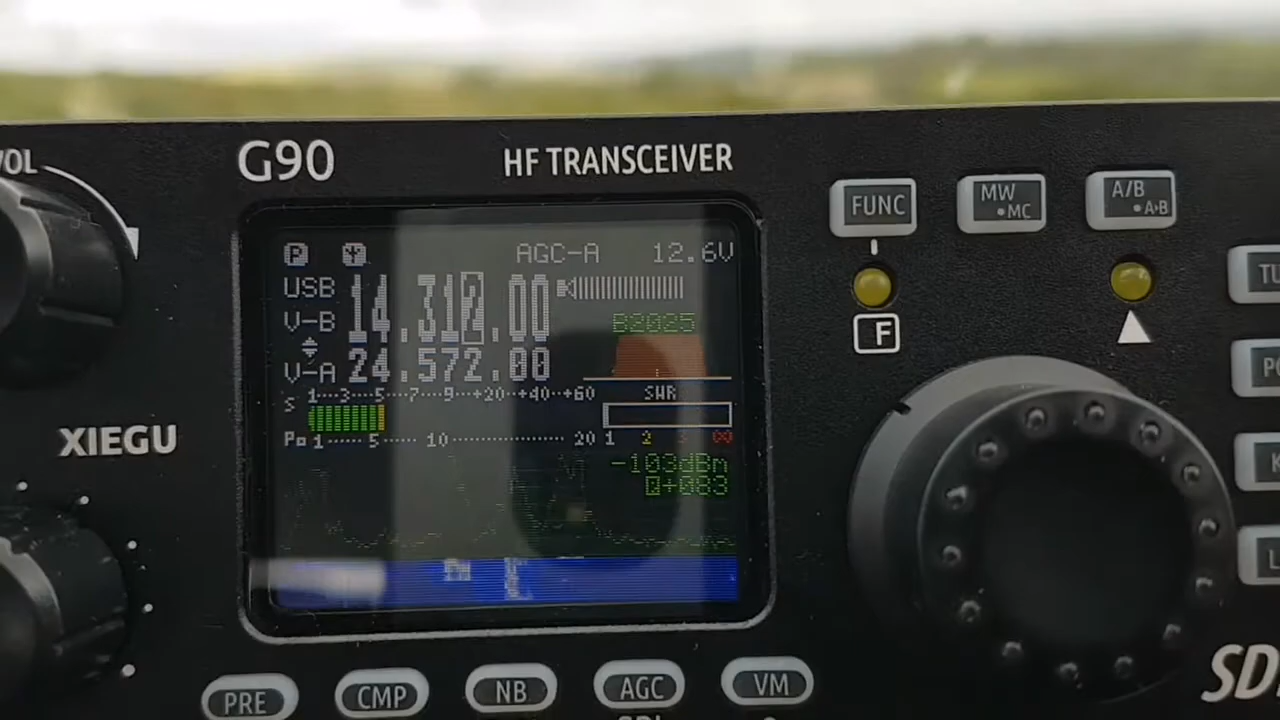 VOL
G90
HF TRANSCEIVER
FUNC
MW
•MC
A/B
•A▸B
P
AGC-A
12.6V
USB
14.312.00
V-B
V-A
24.572.00
B2025
S
1···3···5···7···9··+20··+40··+60
SWR
1 2 3 ∞
Po 1·····5·····10·············20
-103dBm
+083
F
XIEGU
PRE
CMP
NB
AGC
VM